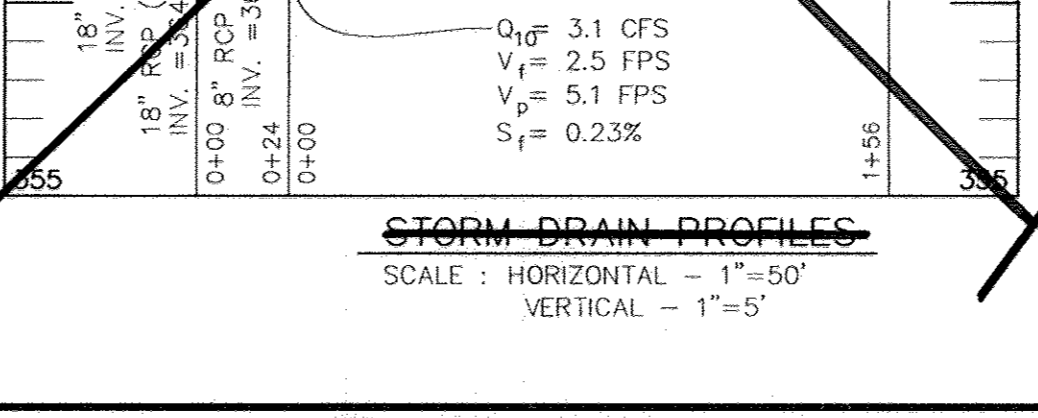 18"
INV.
18" RCP (
INV. =364
0+00
8" RCP
INV. =36
0+24
0+00
Q10= 3.1 CFS
Vf= 2.5 FPS
Vp= 5.1 FPS
Sf= 0.23%
1+56
355
355
STORM DRAIN PROFILES
SCALE : HORIZONTAL – 1"=50'
VERTICAL – 1"=5'